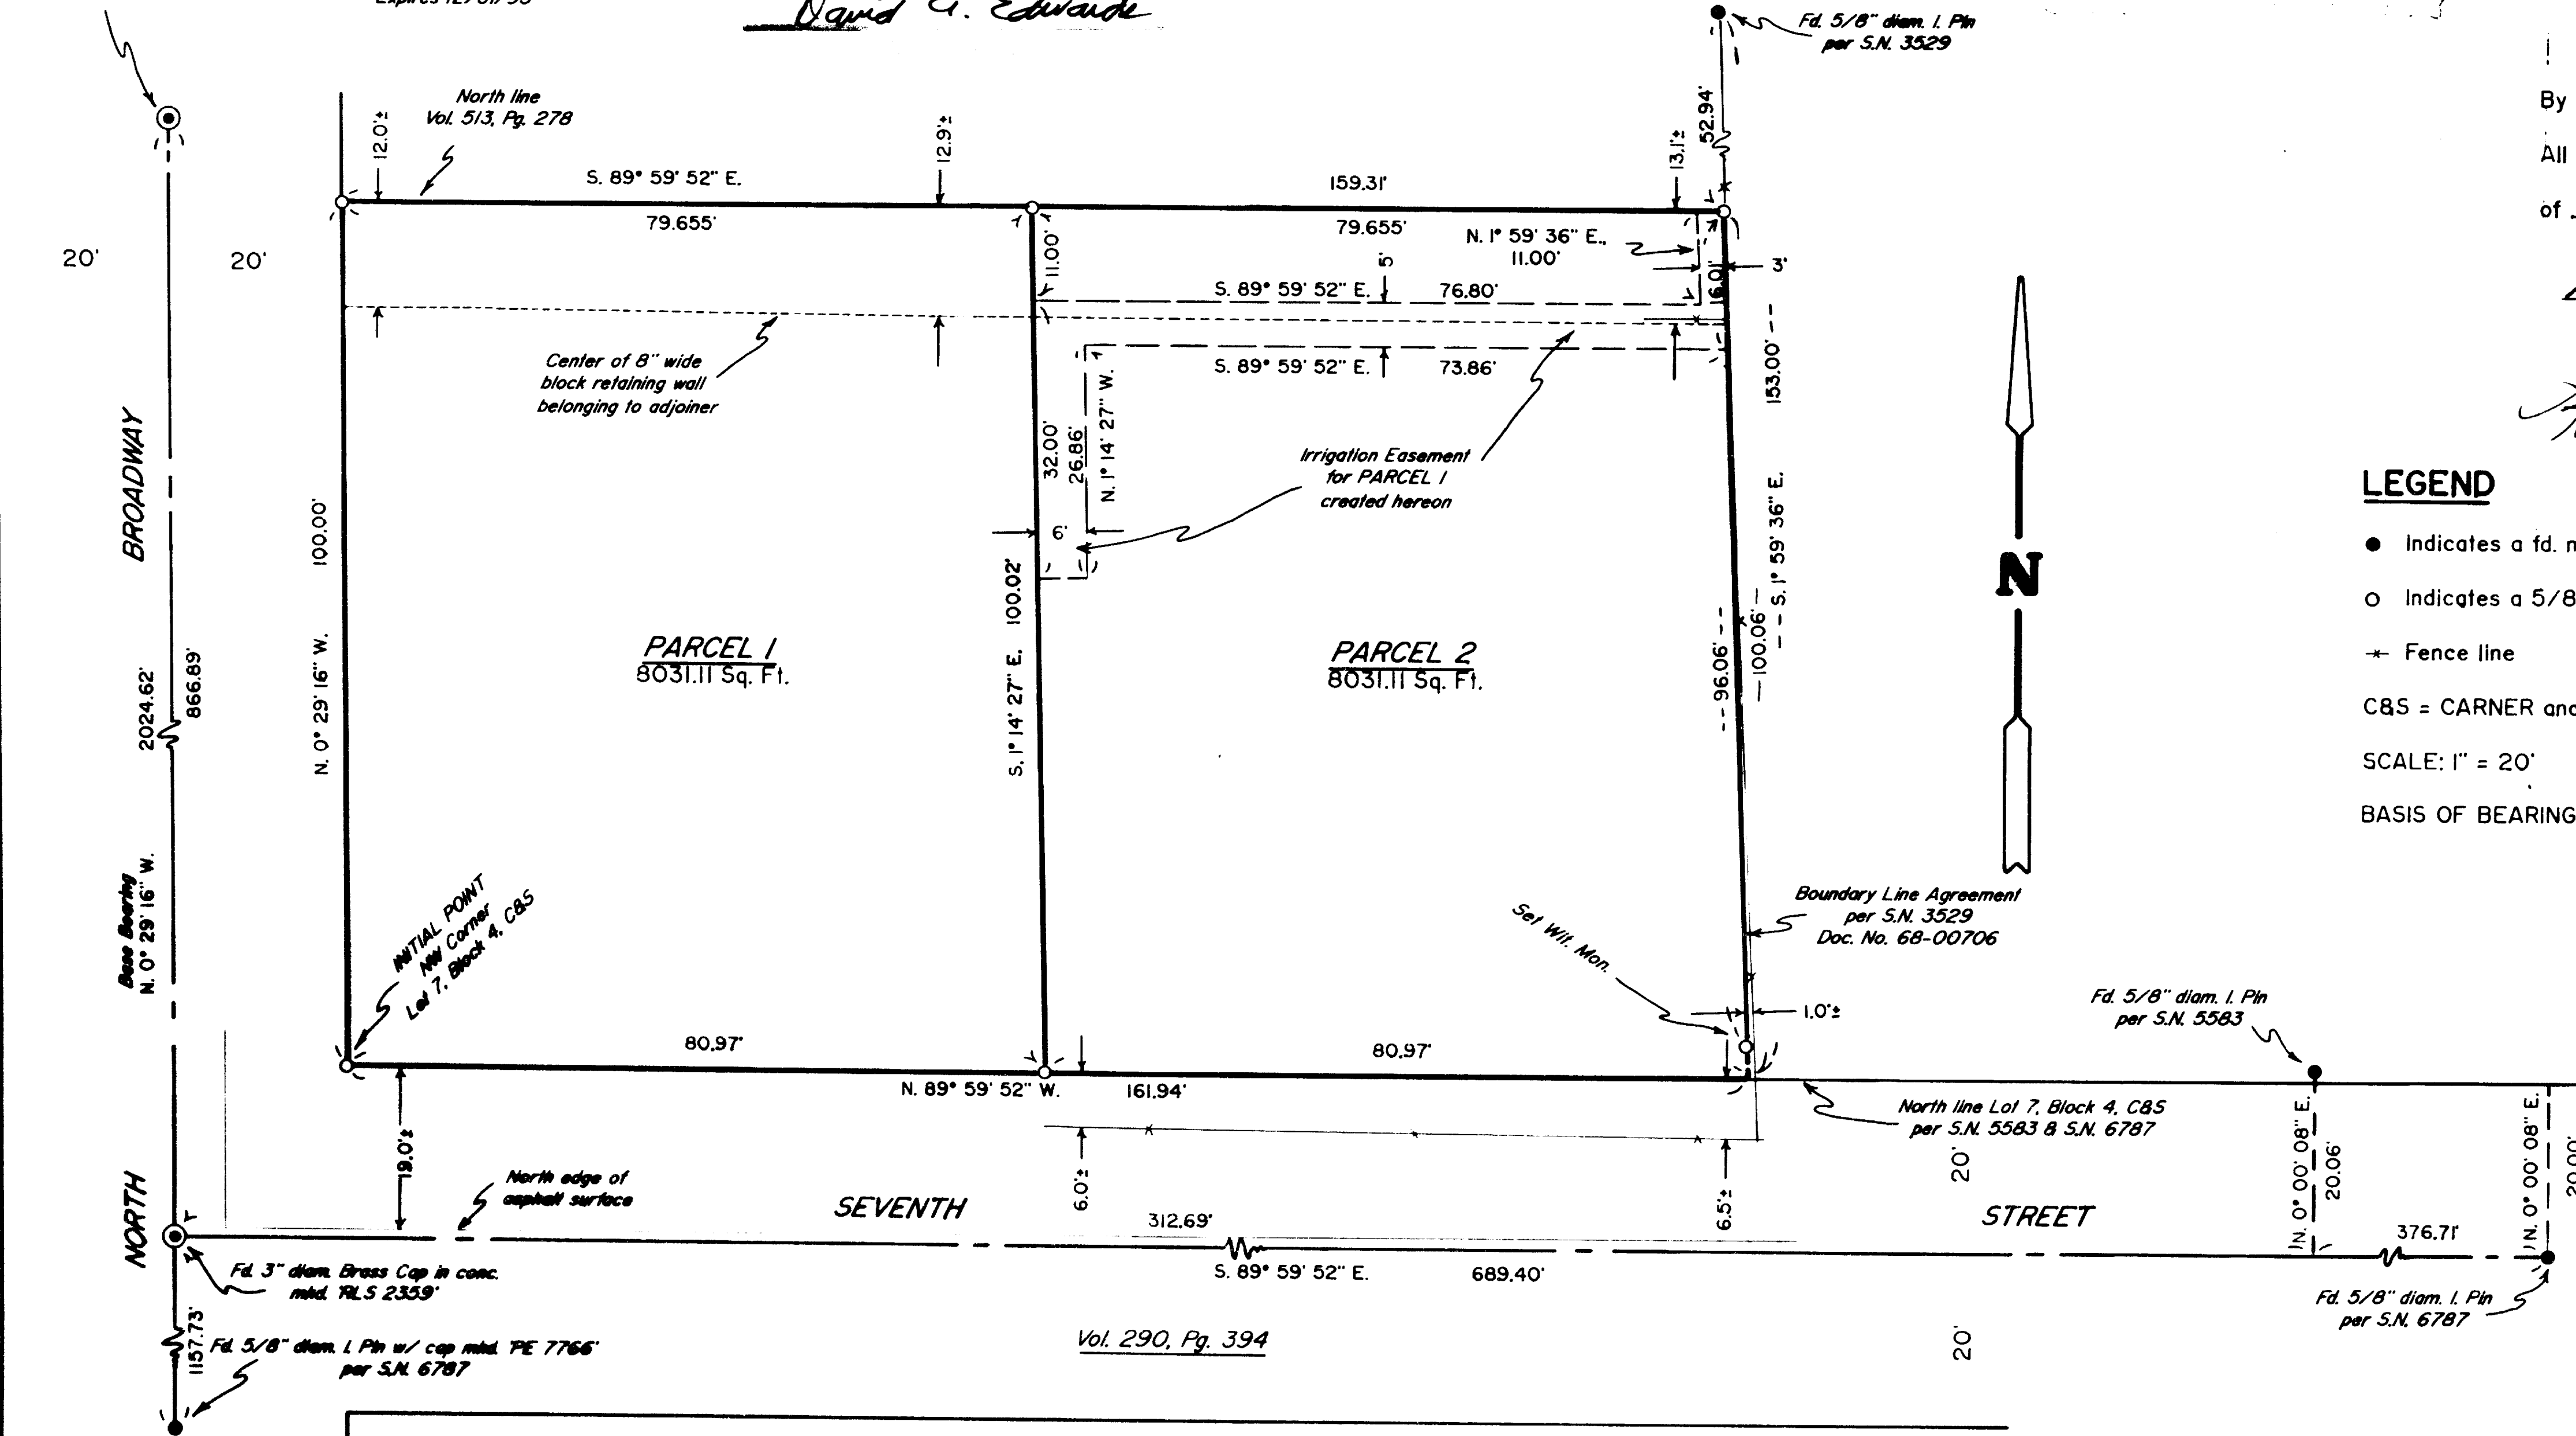 Expires 12/31/96
David G. Edwards
Fd. 5/8" diam. I. Pin
per S.N. 3529
By
All
of
North line
Vol. 513, Pg. 278
12.0'±
12.9'±
13.1'±
52.94'
S. 89° 59' 52" E.
159.31'
79.655'
79.655'
N. 1° 59' 36" E.,
11.00'
20'
20'
11.00'
5'
6.01'
3'
S. 89° 59' 52" E.
76.80'
S. 89° 59' 52" E.
73.86'
Center of 8" wide
block retaining wall
belonging to adjoiner
32.00'
26.86'
N. 1° 14' 27" W.
6'
Irrigation Easement
for PARCEL 1
created hereon
153.00'
S. 1° 59' 36" E.
96.06'
100.06'
BROADWAY
100.00'
N. 0° 29' 16" W.
S. 1° 14' 27" E. 100.02'
2024.62'
866.89'
PARCEL 1
8031.11 Sq. Ft.
PARCEL 2
8031.11 Sq. Ft.
N
LEGEND
Indicates a fd. m
Indicates a 5/8
Fence line
C&S = CARNER and
SCALE: 1" = 20'
BASIS OF BEARING
Base Bearing
N. 0° 29' 16" W.
INITIAL POINT
NW Corner
Lot 7, Block 4, C&S
Set Wit. Mon.
Boundary Line Agreement
per S.N. 3529
Doc. No. 68-00706
1.0'±
Fd. 5/8" diam. I. Pin
per S.N. 5583
80.97'
80.97'
N. 89° 59' 52" W.
161.94'
North line Lot 7, Block 4, C&S
per S.N. 5583 & S.N. 6787
19.0'±
6.0'±
6.5'±
20'
N. 0° 00' 08" E.
20.06'
N. 0° 00' 08" E.
20.00'
NORTH
North edge of
asphalt surface
SEVENTH
STREET
312.69'
376.71'
S. 89° 59' 52" E.
689.40'
Fd. 3" diam. Brass Cap in conc.
mkd. 'RLS 2359'
1157.73'
Fd. 5/8" diam. I. Pin w/ cap mkd. 'PE 7766'
per S.N. 6787
Vol. 290, Pg. 394
20'
Fd. 5/8" diam. I. Pin
per S.N. 6787